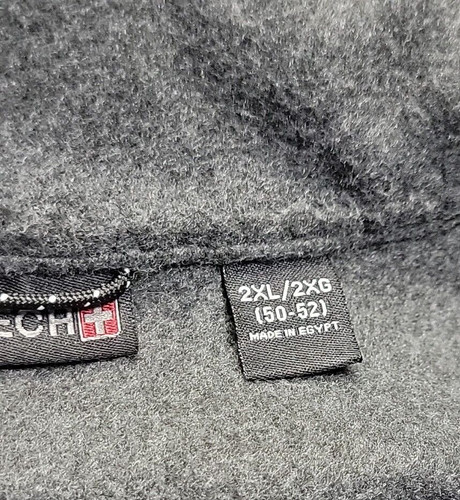 ECH
2XL/2XG
(50-52)
MADE IN EGYPT